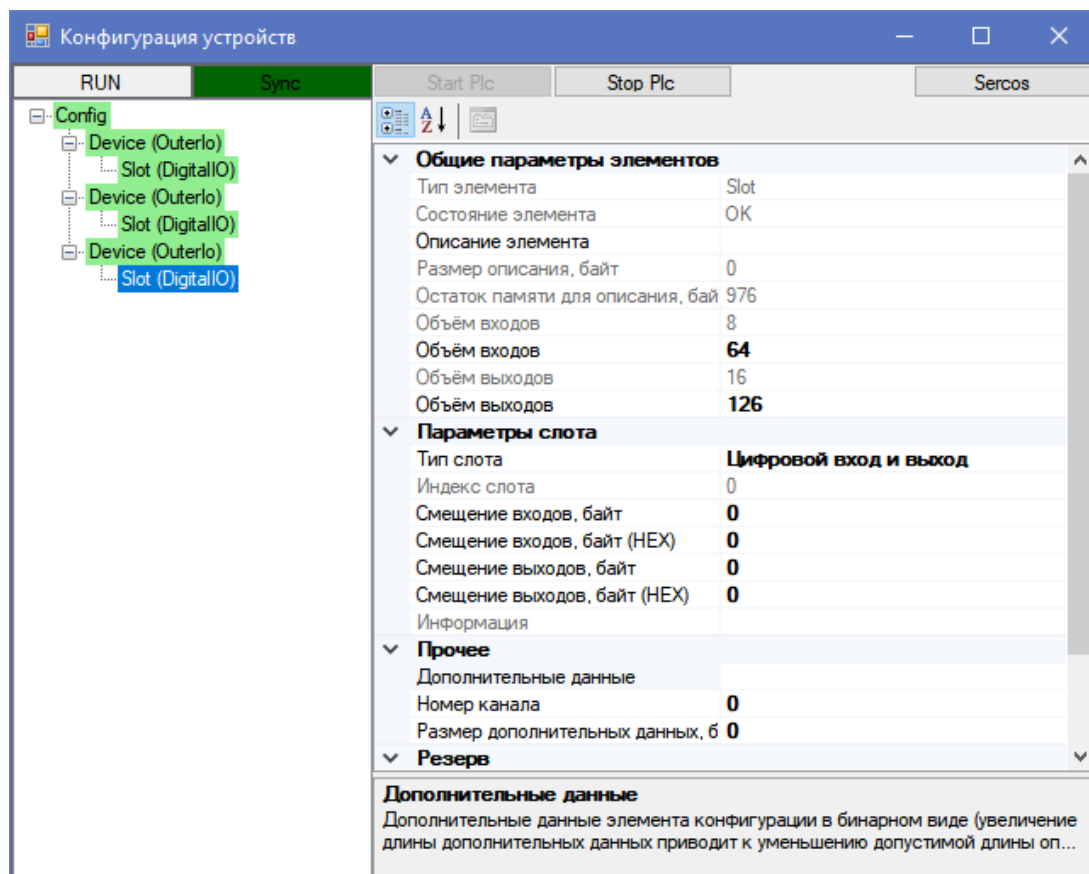 Конфигурация устройств
RUN Sync Start Plc Stop Plc Sercos
Config
Device (OuterIo)
Slot (DigitalIO)
Device (OuterIo)
Slot (DigitalIO)
Device (OuterIo)
Slot (DigitalIO)
Общие параметры элементов
Тип элемента Slot
Состояние элемента OK
Описание элемента
Размер описания, байт 0
Остаток памяти для описания, бай 976
Объём входов 8
Объём входов 64
Объём выходов 16
Объём выходов 126
Параметры слота
Тип слота Цифровой вход и выход
Индекс слота 0
Смещение входов, байт 0
Смещение входов, байт (HEX) 0
Смещение выходов, байт 0
Смещение выходов, байт (HEX) 0
Информация
Прочее
Дополнительные данные
Номер канала 0
Размер дополнительных данных, б 0
Резерв
Дополнительные данные
Дополнительные данные элемента конфигурации в бинарном виде (увеличение
длины дополнительных данных приводит к уменьшению допустимой длины оп...